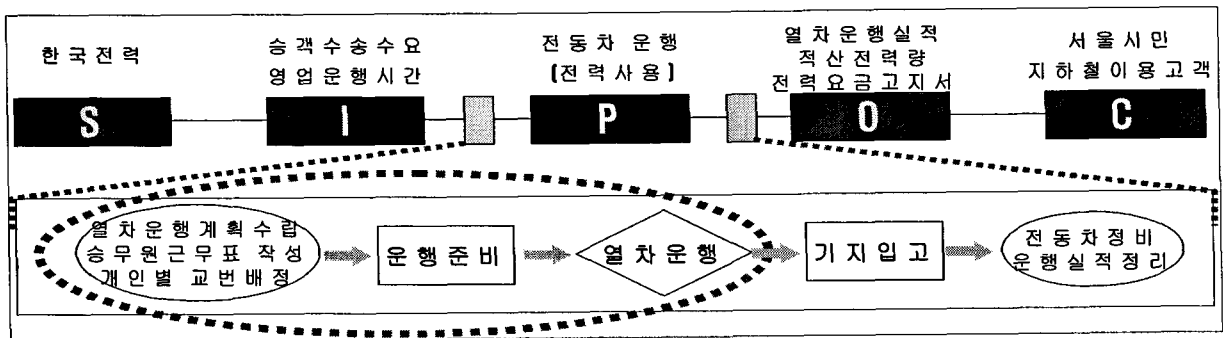 한국전력
승객수송수요
영업운행시간
전동차 운행
(전력사용)
열차운행실적
적산전력량
전력요금고지서
서울시민
지하철이용고객
S
I
P
O
C
열차운행계획수립
승무원근무표 작성
개인별 교번배정
운행준비
열차운행
기지입고
전동차정비
운행실적정리